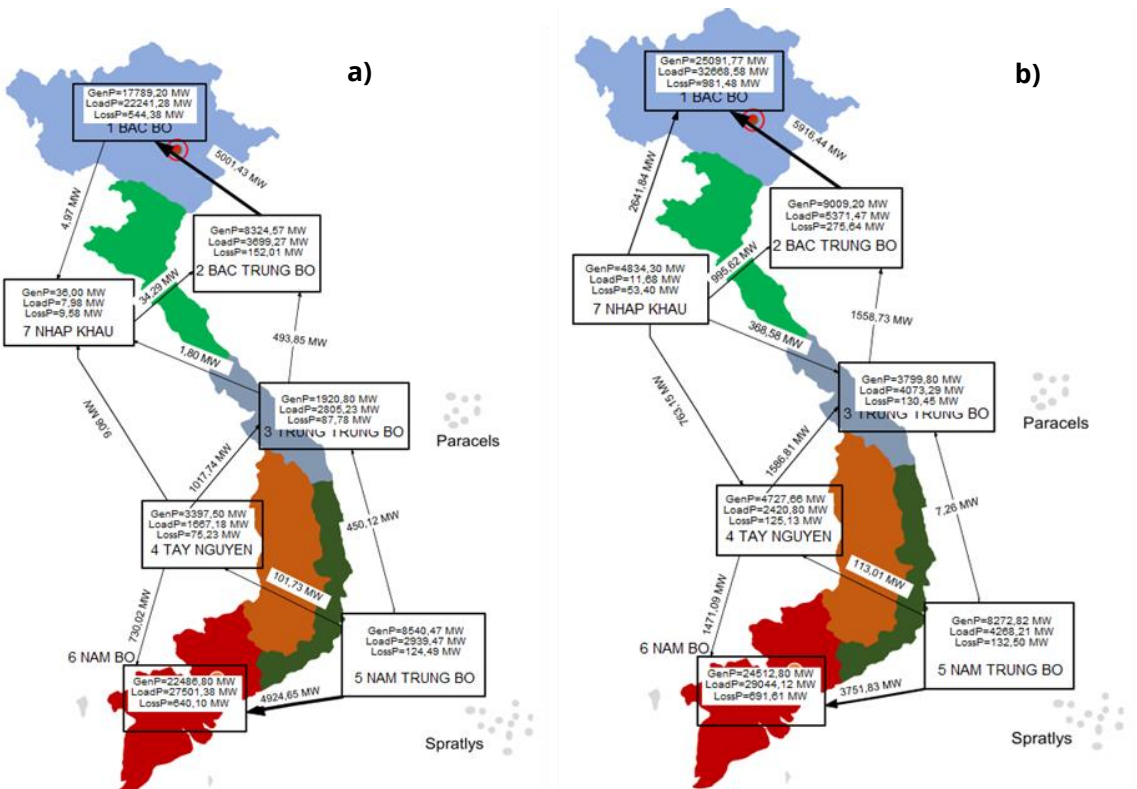 a)
GenP=17789,20 MW
LoadP=22241,28 MW
LossP=544,38 MW
1 BAC BO
5001,43 MW
4,97 MW
GenP=8324,57 MW
LoadP=3699,27 MW
LossP=152,01 MW
2 BAC TRUNG BO
34,29 MW
GenP=36,00 MW
LoadP=7,98 MW
LossP=9,58 MW
7 NHAP KHAU
493,85 MW
1,80 MW
GenP=1920,80 MW
LoadP=2805,23 MW
LossP=87,78 MW
3 TRUNG TRUNG BO
Paracels
9,06 MW
1017,74 MW
GenP=3397,50 MW
LoadP=1667,18 MW
LossP=75,23 MW
4 TAY NGUYEN
450,12 MW
101,73 MW
730,02 MW
GenP=8540,47 MW
LoadP=2939,47 MW
LossP=124,49 MW
5 NAM TRUNG BO
6 NAM BO
GenP=22486,80 MW
LoadP=27501,38 MW
LossP=640,10 MW
4924,65 MW
Spratlys
b)
GenP=25091,77 MW
LoadP=32668,58 MW
LossP=981,48 MW
1 BAC BO
5916,44 MW
2641,84 MW
GenP=9009,20 MW
LoadP=5371,47 MW
LossP=275,64 MW
2 BAC TRUNG BO
995,62 MW
GenP=4834,30 MW
LoadP=11,68 MW
LossP=53,40 MW
7 NHAP KHAU
1558,73 MW
368,58 MW
GenP=3799,80 MW
LoadP=4073,29 MW
LossP=130,45 MW
3 TRUNG TRUNG BO
Paracels
763,15 MW
1586,81 MW
GenP=4727,66 MW
LoadP=2420,80 MW
LossP=125,13 MW
4 TAY NGUYEN
7,26 MW
113,01 MW
1471,09 MW
GenP=8272,82 MW
LoadP=4268,21 MW
LossP=132,50 MW
5 NAM TRUNG BO
6 NAM BO
GenP=24512,80 MW
LoadP=29044,12 MW
LossP=691,61 MW
3751,83 MW
Spratlys